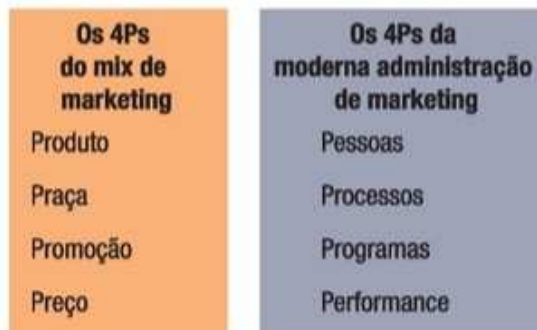 Os 4Ps
do mix de
marketing
Produto
Praça
Promoção
Preço
Os 4Ps da
moderna administração
de marketing
Pessoas
Processos
Programas
Performance